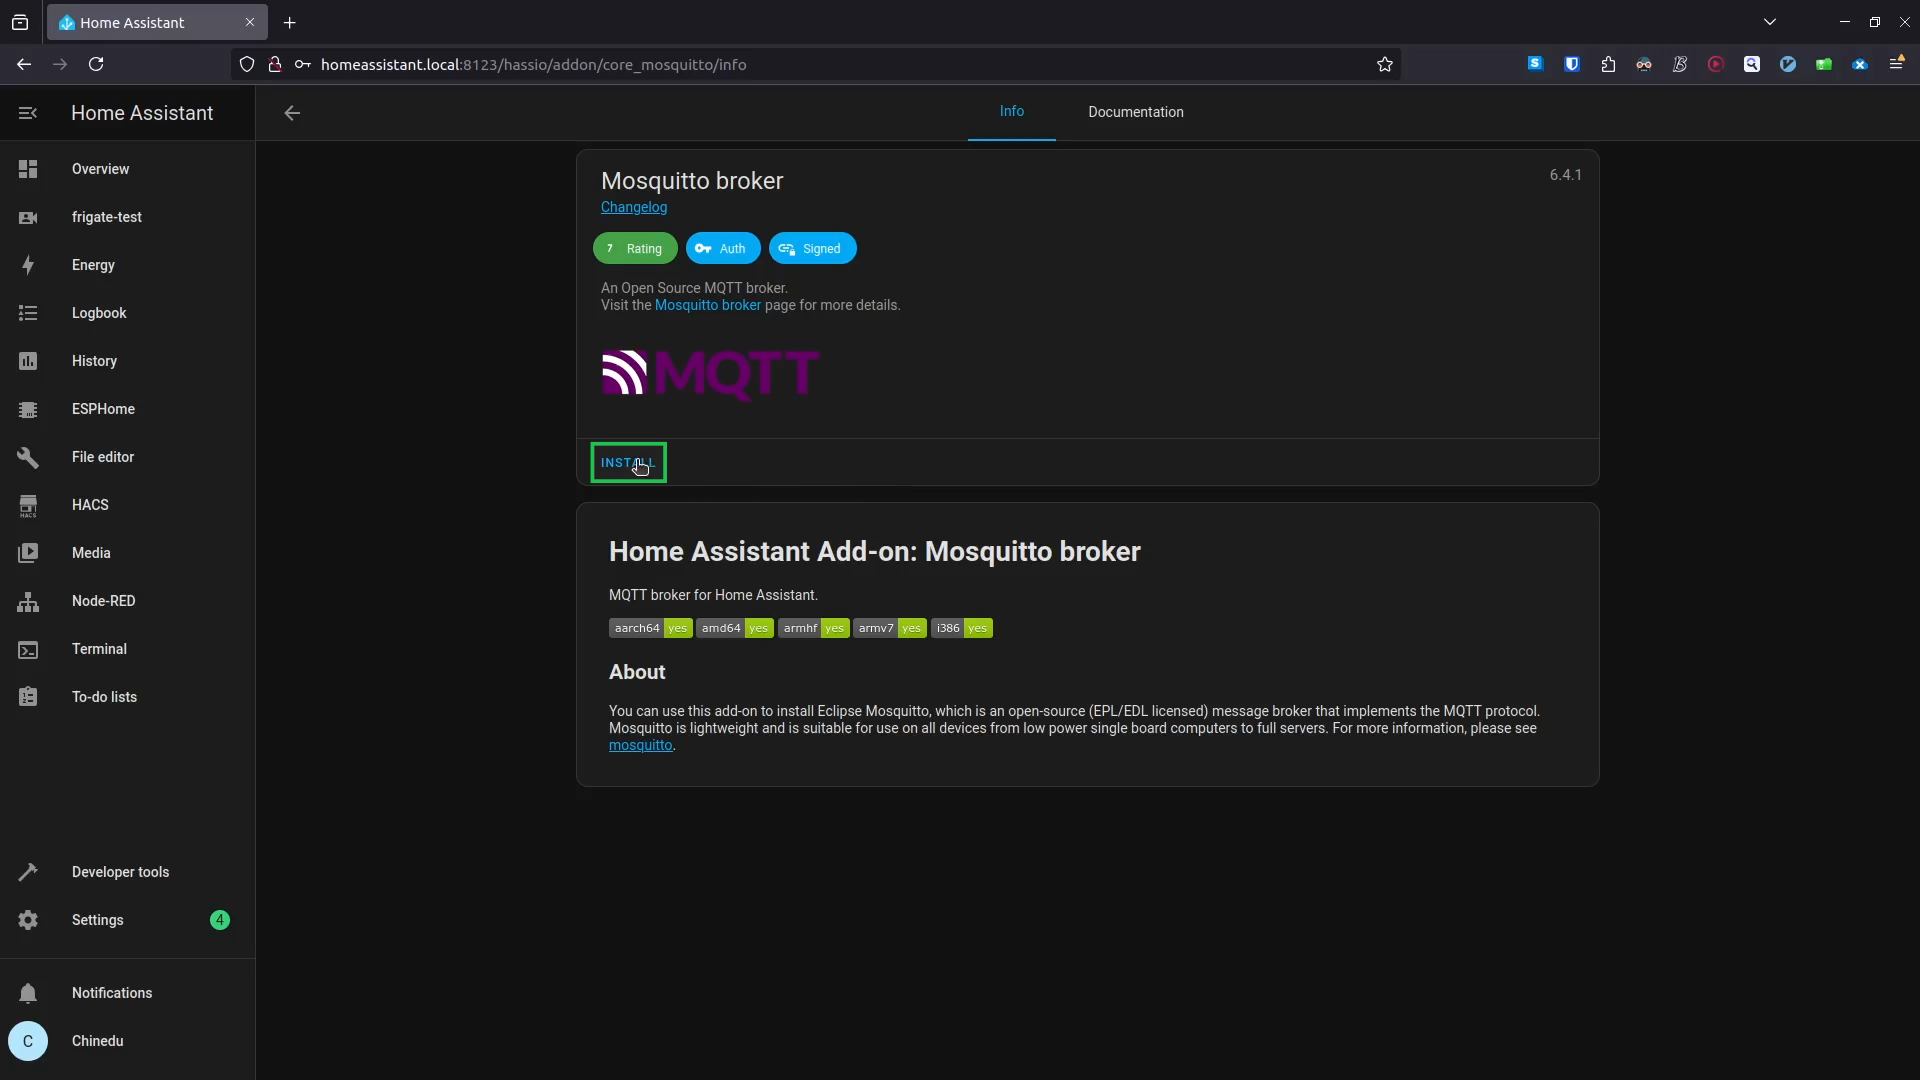 Home Assistant
homeassistant.local:8123/hassio/addon/core_mosquitto/info
Home Assistant
Info
Documentation
Overview
frigate-test
Energy
Logbook
History
ESPHome
File editor
HACS
HACS
Media
Node-RED
Terminal
To-do lists
Developer tools
Settings
4
Notifications
C
Chinedu
Mosquitto broker
6.4.1
Changelog
7 Rating
Auth
Signed
An Open Source MQTT broker.
Visit the Mosquitto broker page for more details.
MQTT
INSTALL
Home Assistant Add-on: Mosquitto broker
MQTT broker for Home Assistant.
aarch64 yes amd64 yes armhf yes armv7 yes i386 yes
About
You can use this add-on to install Eclipse Mosquitto, which is an open-source (EPL/EDL licensed) message broker that implements the MQTT protocol.
Mosquitto is lightweight and is suitable for use on all devices from low power single board computers to full servers. For more information, please see
mosquitto.